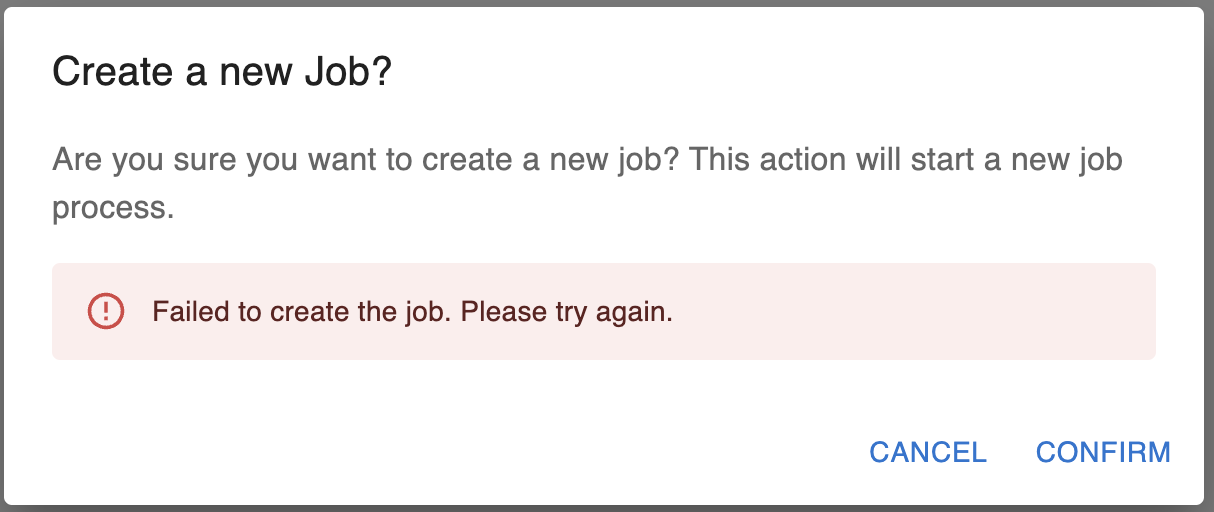 Create a new Job?
Are you sure you want to create a new job? This action will start a new job
process.
Failed to create the job. Please try again.
CANCEL CONFIRM